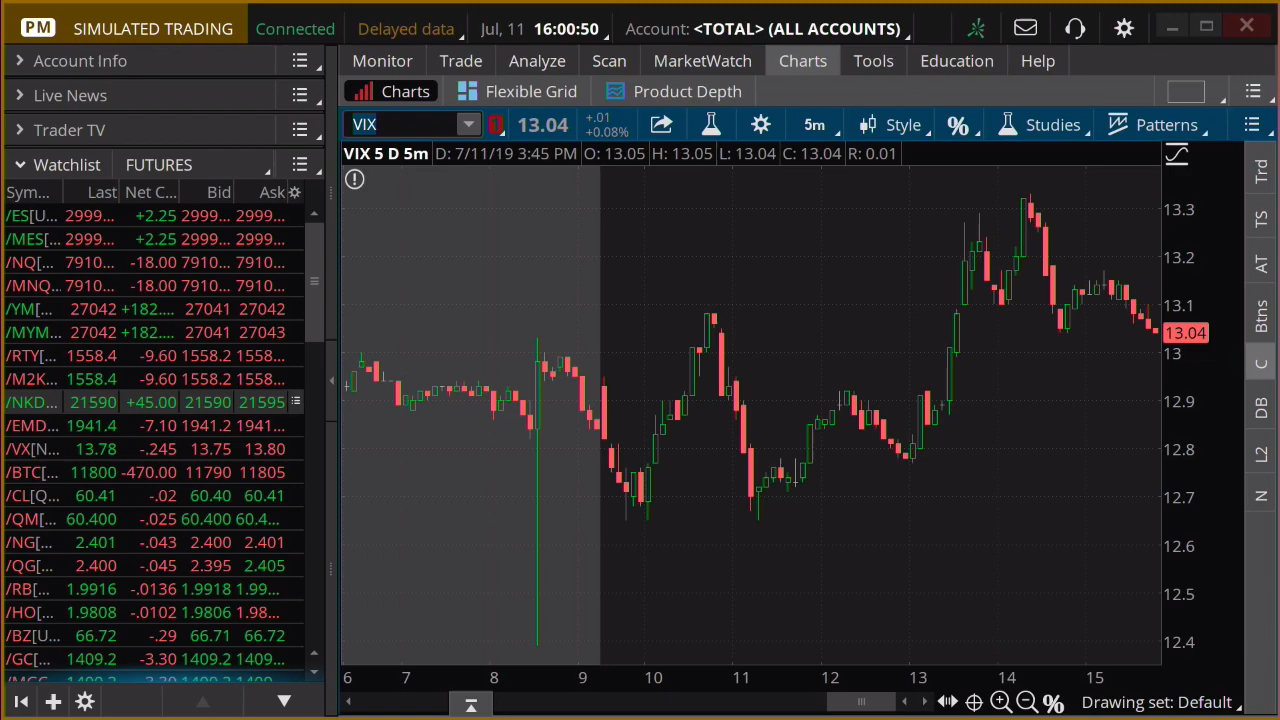 PM SIMULATED TRADING Connected Delayed data Jul, 11 16:00:50 Account: <TOTAL> (ALL ACCOUNTS)
Account Info
Live News
Trader TV
Watchlist FUTURES
Sym... Last Net C... Bid Ask
/ES[U... 2999... +2.25 2999... 2999...
/MES[... 2999... +2.25 2999... 2999...
/NQ[... 7910... -18.00 7910... 7910...
/MNQ... 7910... -18.00 7910... 7910...
/YM[... 27042 +182.... 27041 27042
/MYM... 27042 +182.... 27041 27043
/RTY[... 1558.4 -9.60 1558.2 1558.4
/M2K... 1558.4 -9.60 1558.2 1558.4
/NKD... 21590 +45.00 21590 21595
/EMD... 1941.4 -7.10 1941.2 1941...
/VX[N... 13.78 -.245 13.75 13.80
/BTC[... 11800 -470.00 11790 11805
/CL[Q... 60.41 -.02 60.40 60.41
/QM[... 60.400 -.025 60.400 60.4...
/NG[... 2.401 -.043 2.400 2.401
/QG[... 2.400 -.045 2.395 2.405
/RB[... 1.9916 -.0136 1.9918 1.99...
/HO[... 1.9808 -.0102 1.9806 1.98...
/BZ[U... 66.72 -.29 66.71 66.72
/GC[... 1409.2 -3.30 1409.2 1409...
Monitor Trade Analyze Scan MarketWatch Charts Tools Education Help
Charts Flexible Grid Product Depth
VIX 1 13.04 +.01 +0.08% 5m Style % Studies Patterns
VIX 5 D 5m D: 7/11/19 3:45 PM O: 13.05 H: 13.05 L: 13.04 C: 13.04 R: 0.01
13.3
13.2
13.1
13.04
13
12.9
12.8
12.7
12.6
12.5
12.4
6 7 8 9 10 11 12 13 14 15
% Drawing set: Default
Trd
TS
AT
Btns
C
DB
L2
N